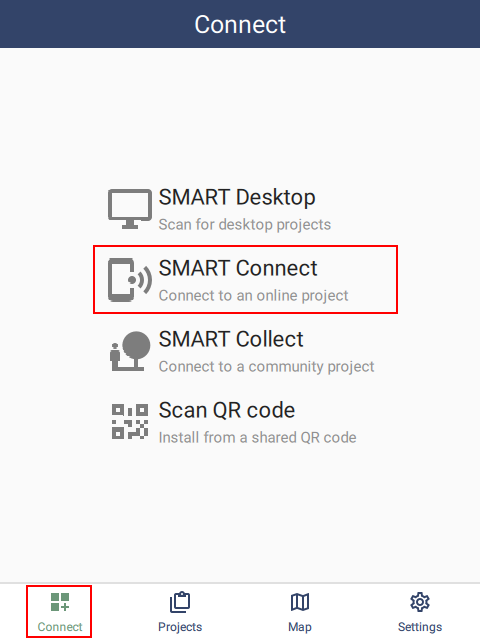 Connect
SMART Desktop
Scan for desktop projects
SMART Connect
Connect to an online project
SMART Collect
Connect to a community project
Scan QR code
Install from a shared QR code
Connect
Projects
Map
Settings